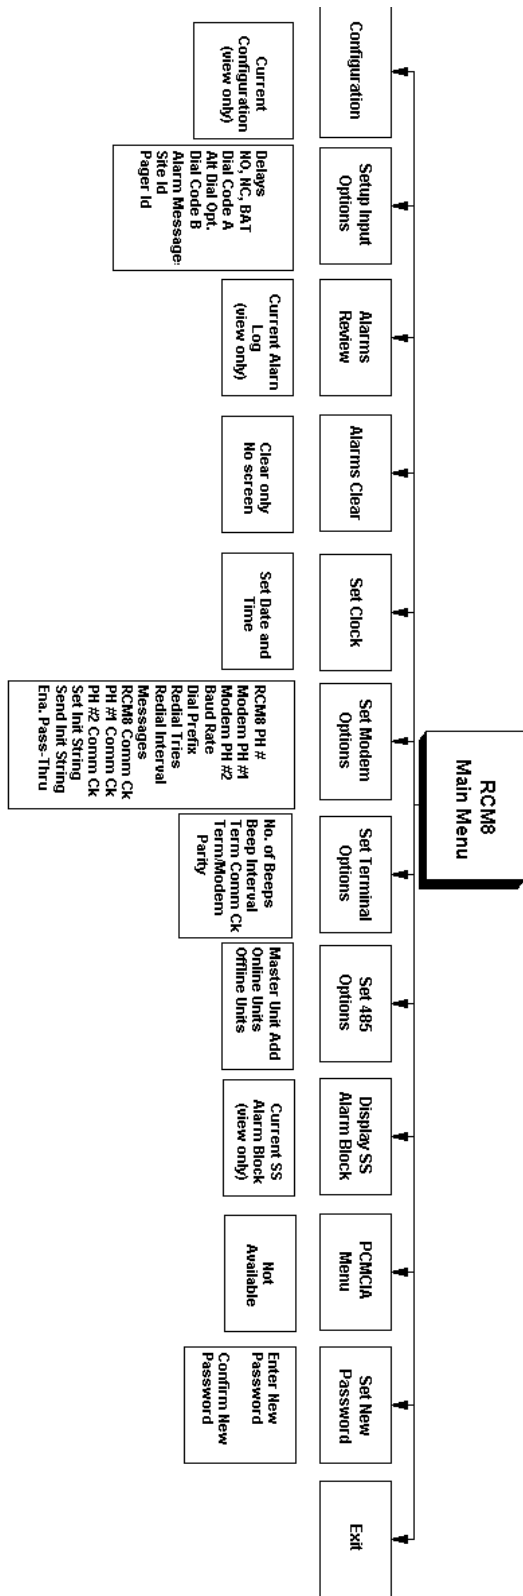 RCM8
Main Menu
Configuration
Current
Configuration
(view only)
Setup Input
Options
Delays
NO, NC, BAT
Dial Code A
Alt Dial Opt.
Dial Code B
Alarm Message:
Site Id
Pager Id
Alarms
Review
Current Alarm
Log
(view only)
Alarms Clear
Clear only
No screen
Set Clock
Set Date and
Time
Set Modem
Options
RCM8 PH #
Modem PH #1
Modem PH #2
Baud Rate
Dial Prefix
Redial Tries
Redial Interval
Messages
RCM8 Comm Ck
PH #1 Comm Ck
PH #2 Comm Ck
Set Init String
Send Init String
Ena. Pass-Thru
Set Terminal
Options
No. of Beeps
Beep Interval
Term Comm Ck
Term/Modem
Parity
Set 485
Options
Master Unit Add
Online Units
Offline Units
Display SS
Alarm Block
Current SS
Alarm Block
(view only)
PCMCIA
Menu
Not
Available
Set New
Password
Enter New
Password
Confirm New
Password
Exit